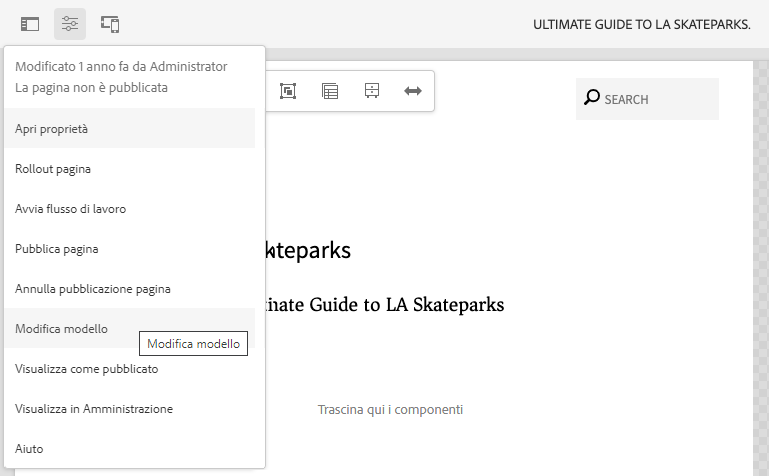 ULTIMATE GUIDE TO LA SKATEPARKS.
Modificato 1 anno fa da Administrator
La pagina non è pubblicata
Apri proprietà
Rollout pagina
Avvia flusso di lavoro
Pubblica pagina
Annulla pubblicazione pagina
Modifica modello
Modifica modello
Visualizza come pubblicato
Visualizza in Amministrazione
Aiuto
SEARCH
kteparks
imate Guide to LA Skateparks
Trascina qui i componenti